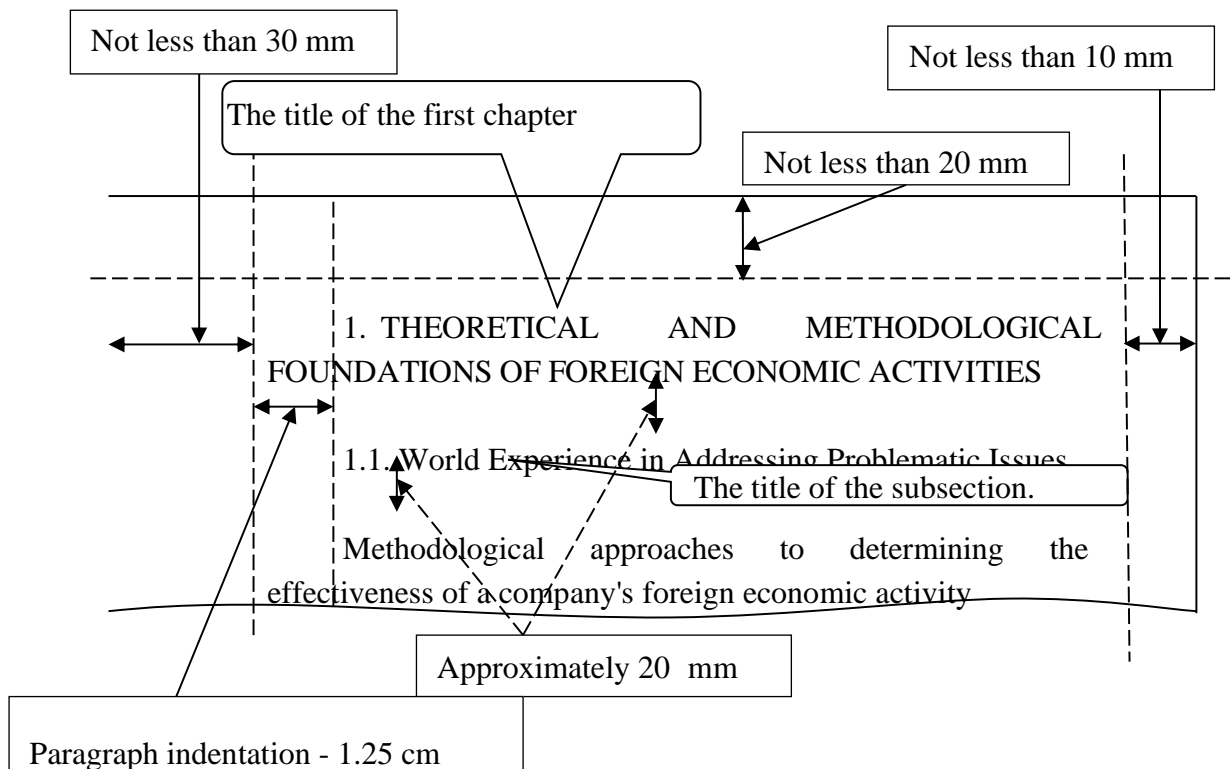 Not less than 30 mm
Not less than 10 mm
The title of the first chapter
Not less than 20 mm
1. THEORETICAL AND METHODOLOGICAL
FOUNDATIONS OF FOREIGN ECONOMIC ACTIVITIES
1.1. World Experience in Addressing Problematic Issues
The title of the subsection.
Methodological approaches to determining the
effectiveness of a company's foreign economic activity
Approximately 20 mm
Paragraph indentation - 1.25 cm